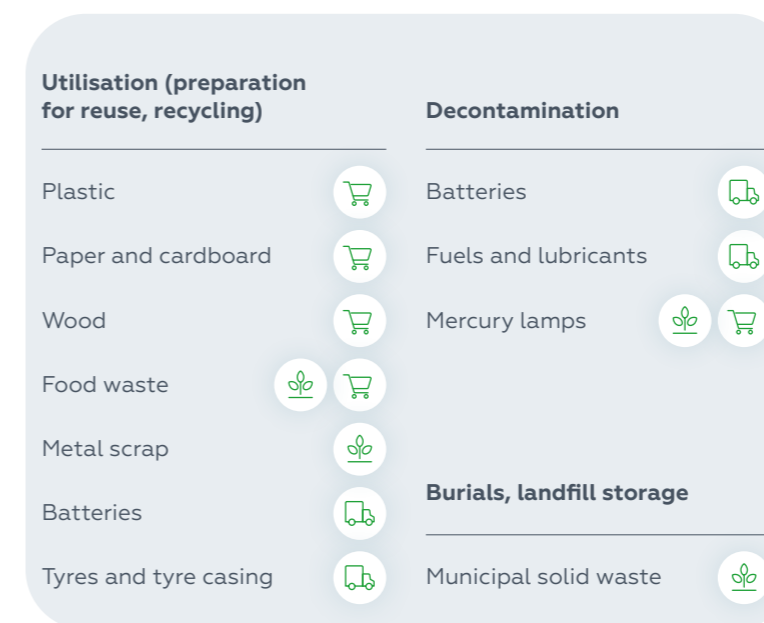 Utilisation (preparation
for reuse, recycling)
Plastic
Paper and cardboard
Wood
Food waste
Metal scrap
Batteries
Tyres and tyre casing
Decontamination
Batteries
Fuels and lubricants
Mercury lamps
Burials, landfill storage
Municipal solid waste